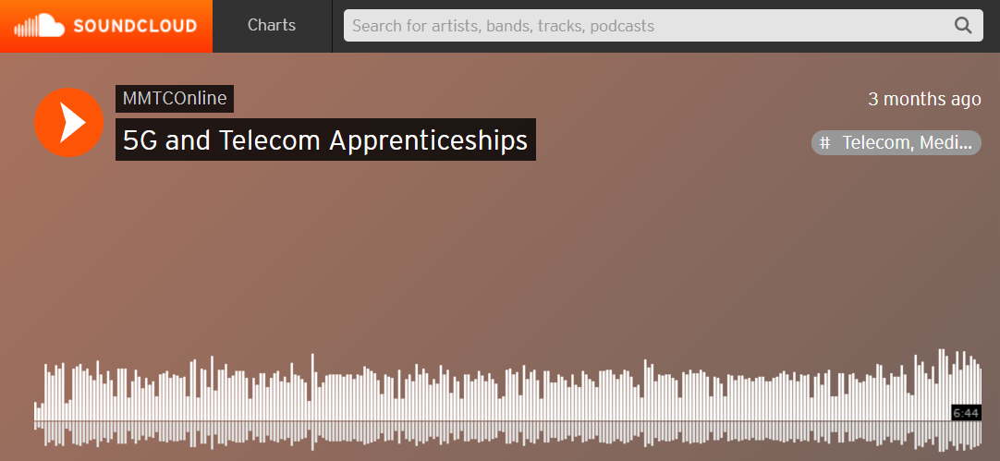 SOUNDCLOUD
Charts
Search for artists, bands, tracks, podcasts
MMTCOnline
3 months ago
5G and Telecom Apprenticeships
# Telecom, Medi...
6:44